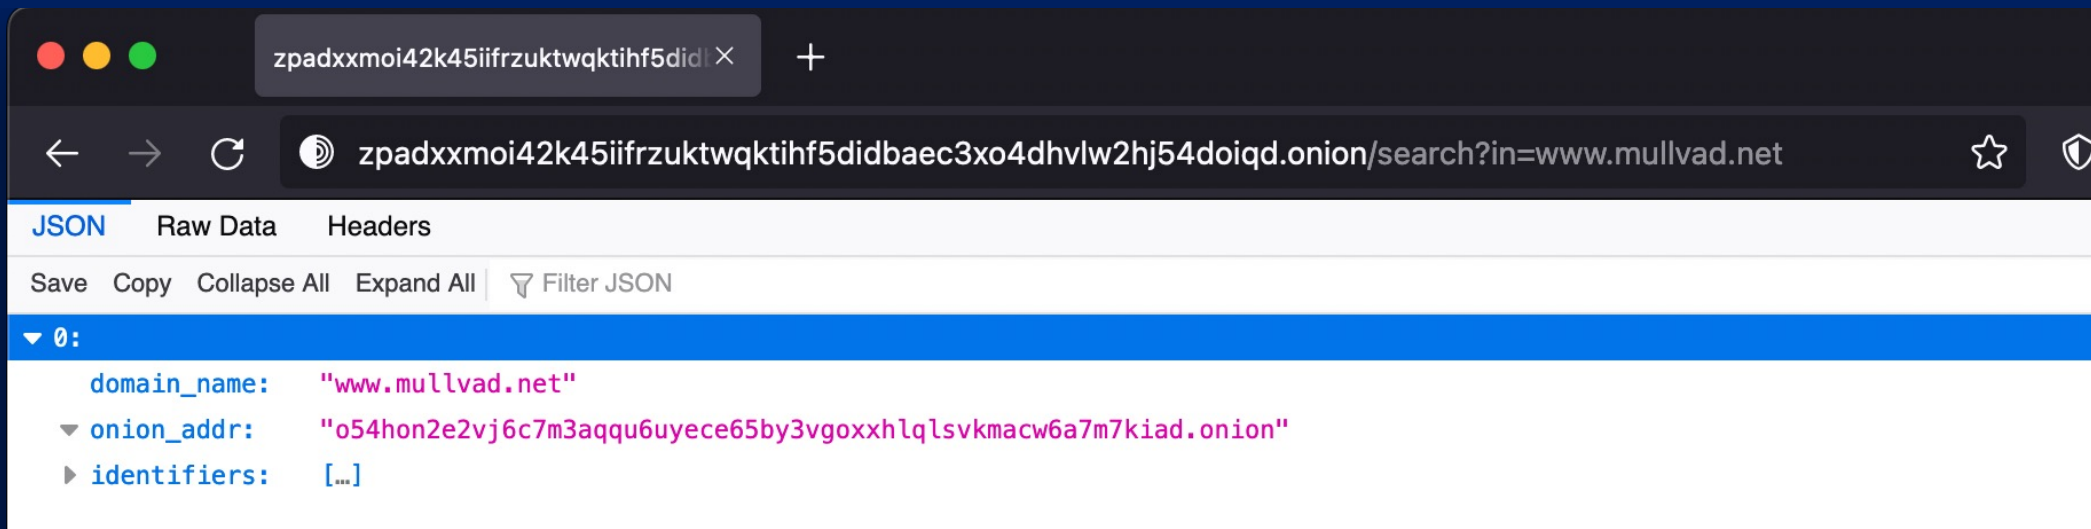 zpadxxmoi42k45iifrzuktwqktihf5didb
zpadxxmoi42k45iifrzuktwqktihf5didbaec3xo4dhvlw2hj54doiqd.onion/search?in=www.mullvad.net
JSON Raw Data Headers
Save Copy Collapse All Expand All Filter JSON
0:
domain_name: "www.mullvad.net"
onion_addr: "o54hon2e2vj6c7m3aqqu6uyece65by3vgoxxhlqlsvkmacw6a7m7kiad.onion"
identifiers: […]